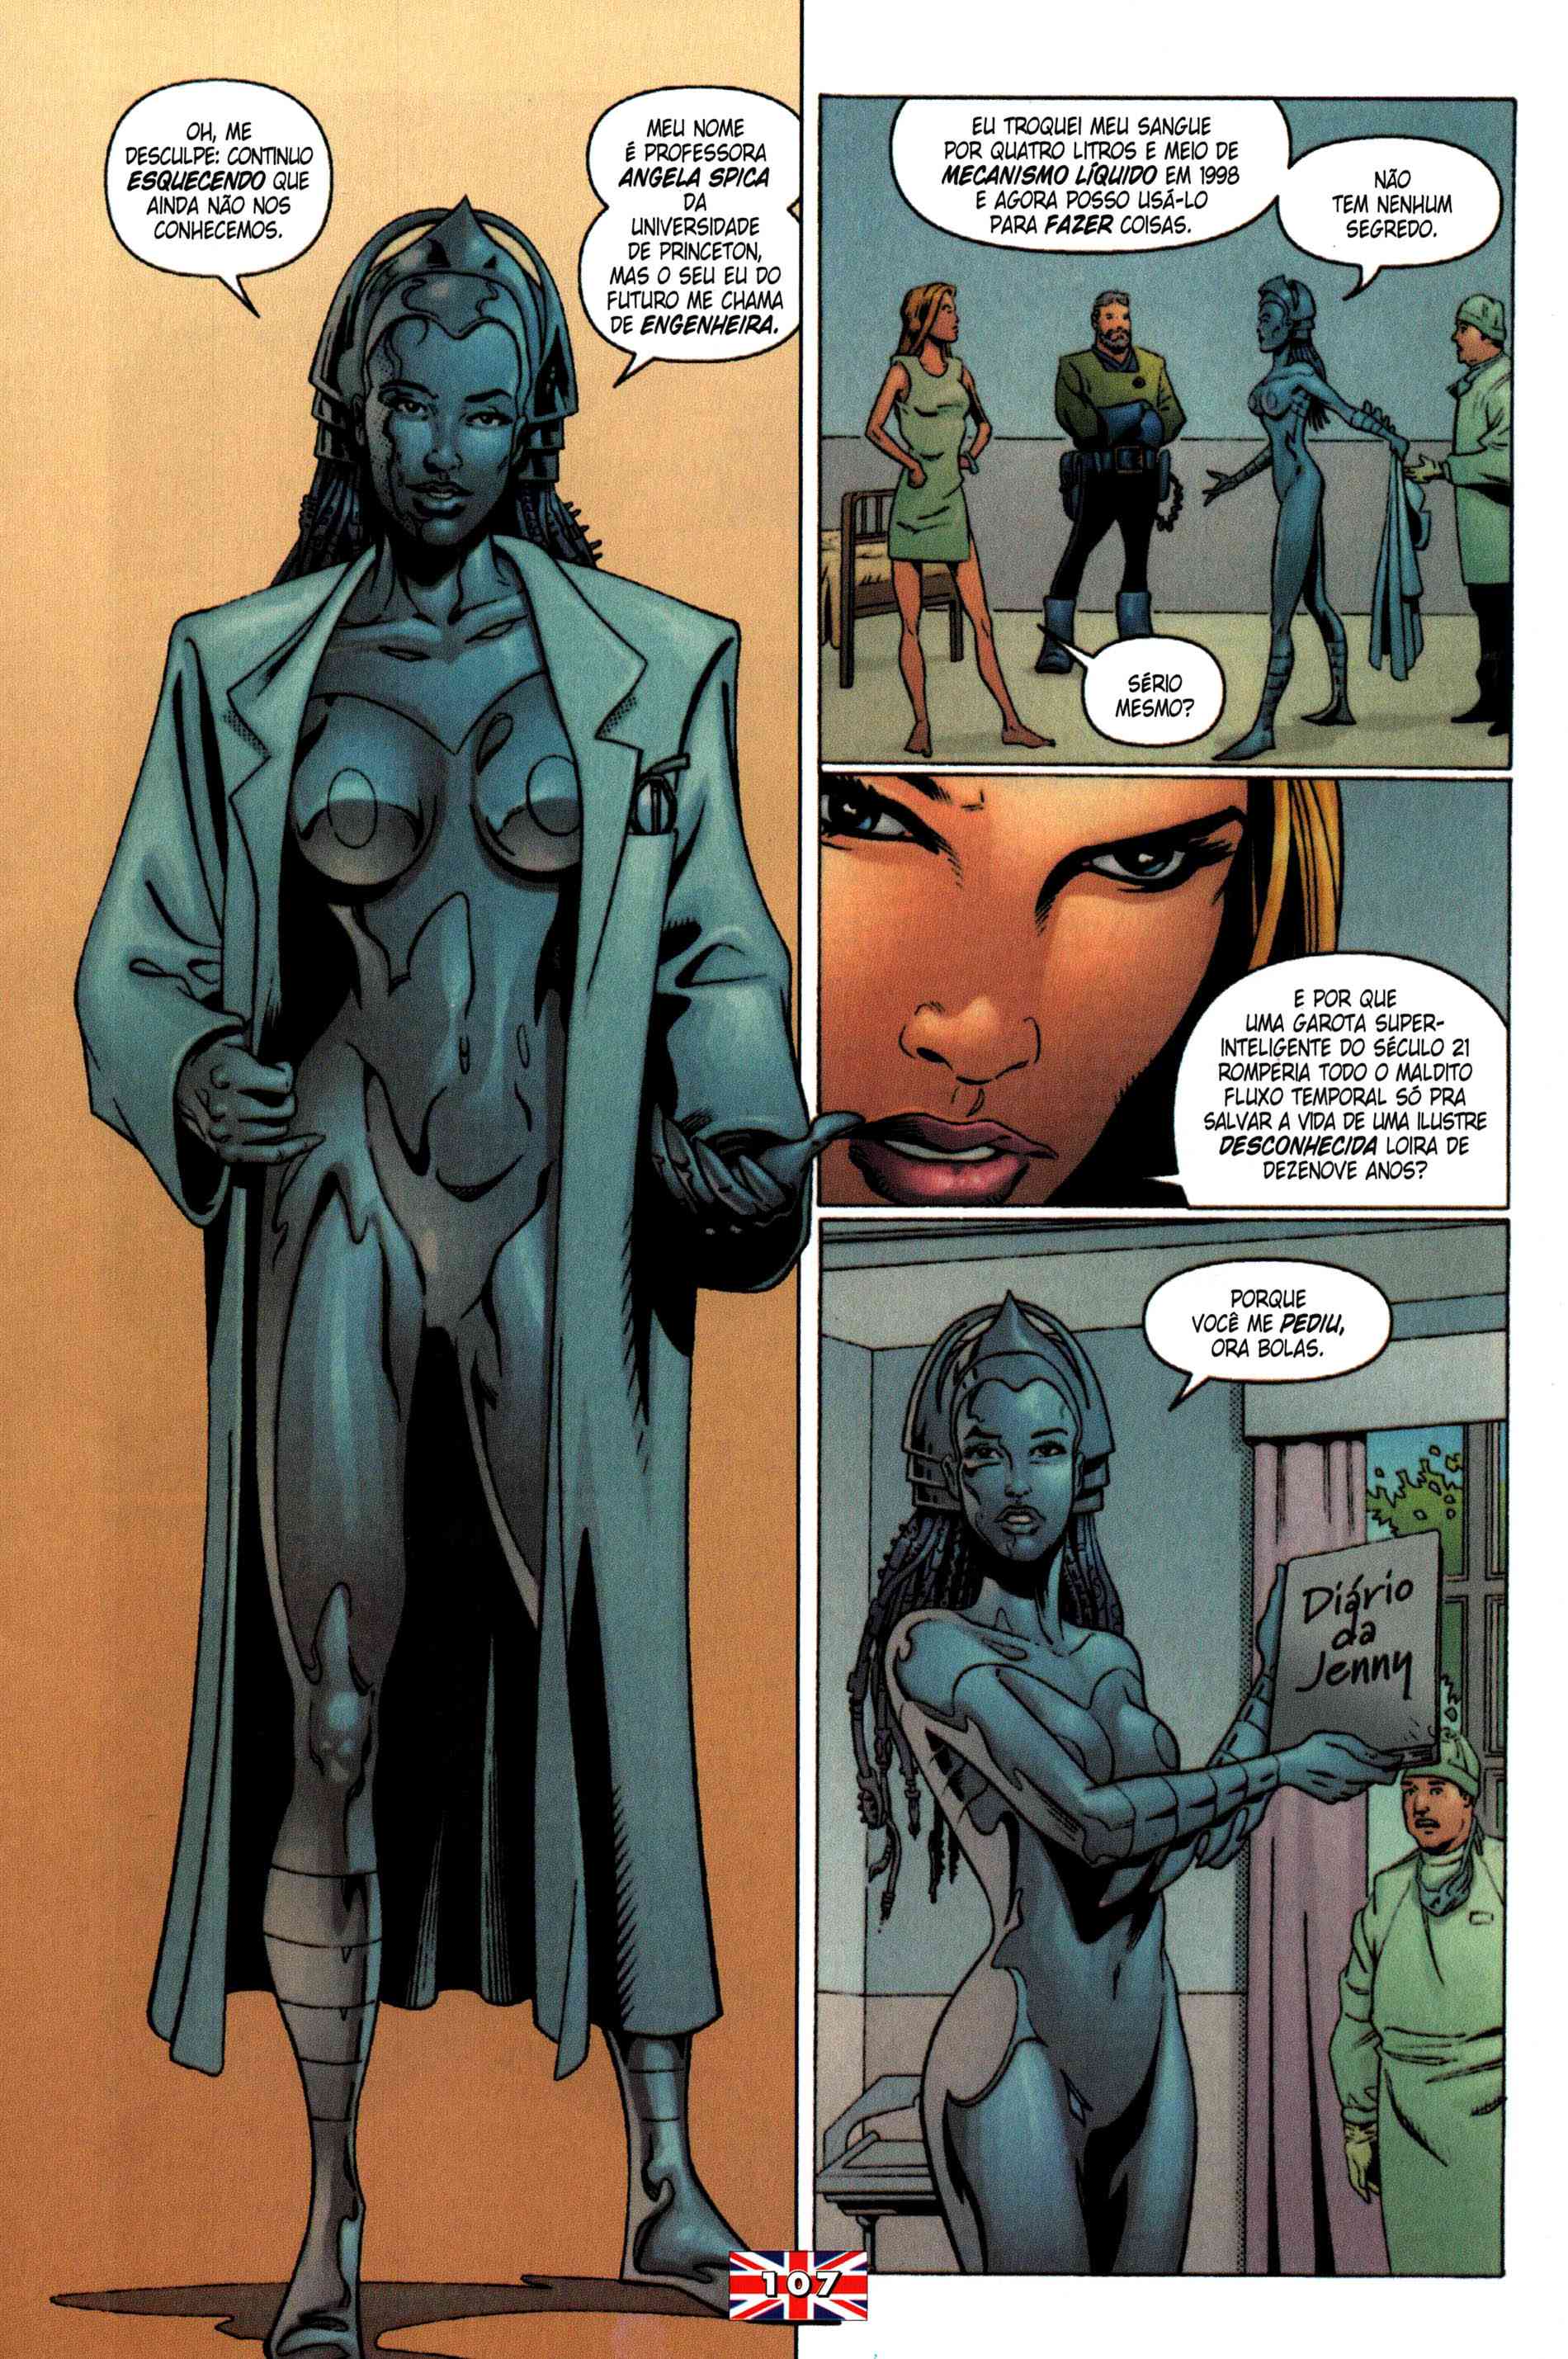 OH, ME
DESCULPE: CONTINUO
ESQUECENDO QUE
AINDA NÃO NOS
CONHECEMOS.
MEU NOME
É PROFESSORA
ANGELA SPICA
DA
UNIVERSIDADE
DE PRINCETON,
MAS O SEU EU DO
FUTURO ME CHAMA
DE ENGENHEIRA.
EU TROQUEI MEU SANGUE
POR QUATRO LITROS E MEIO DE
MECANISMO LÍQUIDO EM 1998
E AGORA POSSO USÁ-LO
PARA FAZER COISAS.
NÃO
TEM NENHUM
SEGREDO.
SÉRIO
MESMO?
E POR QUE
UMA GAROTA SUPER-
INTELIGENTE DO SÉCULO 21
ROMPERIA TODO O MALDITO
FLUXO TEMPORAL SÓ PRA
SALVAR A VIDA DE UMA ILUSTRE
DESCONHECIDA LOIRA DE
DEZENOVE ANOS?
PORQUE
VOCÊ ME PEDIU,
ORA BOLAS.
Diário
da
Jenny
107